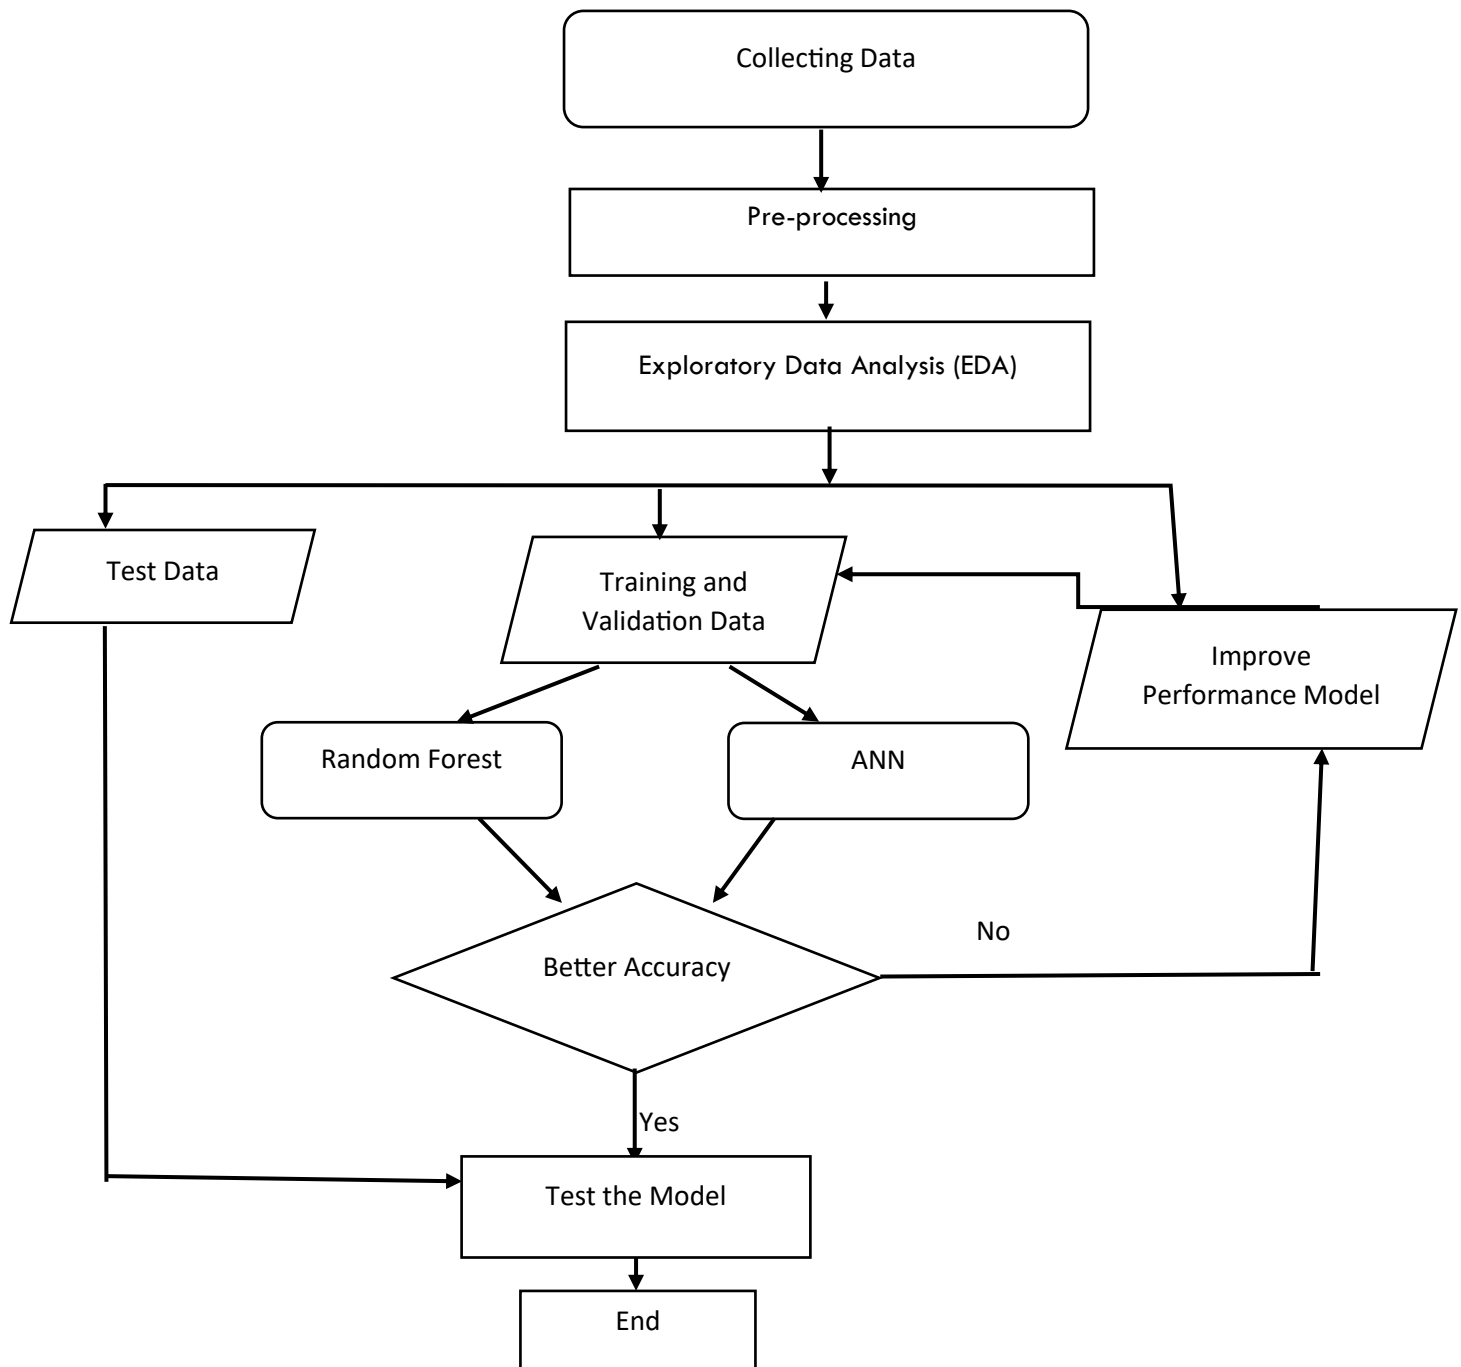 Collecting Data
Pre-processing
Exploratory Data Analysis (EDA)
Test Data
Training and
Validation Data
Improve
Performance Model
Random Forest
ANN
No
Better Accuracy
Yes
Test the Model
End